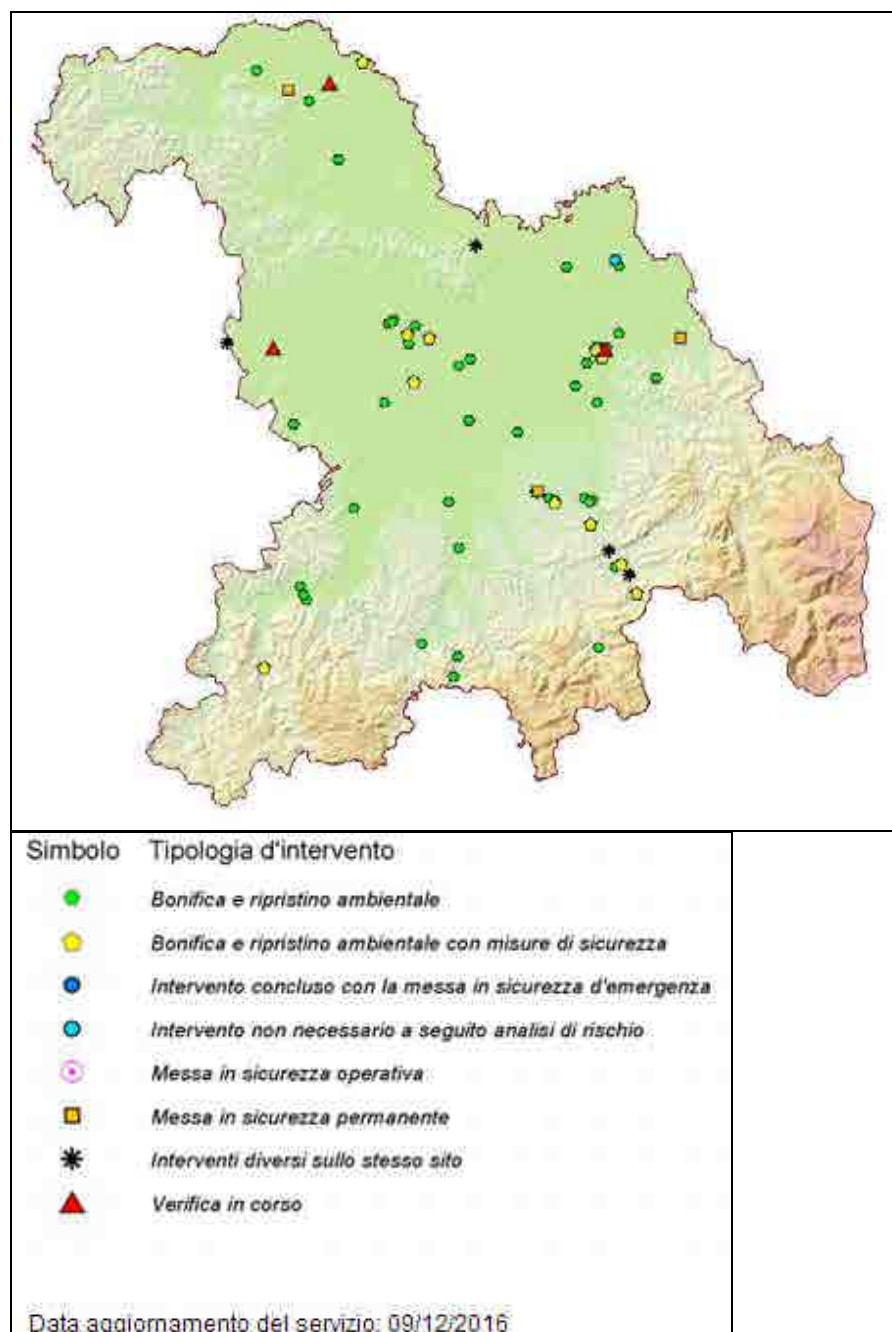 Simbolo Tipologia d'intervento
Bonifica e ripristino ambientale
Bonifica e ripristino ambientale con misure di sicurezza
Intervento concluso con la messa in sicurezza d'emergenza
Intervento non necessario a seguito analisi di rischio
Messa in sicurezza operativa
Messa in sicurezza permanente
Interventi diversi sullo stesso sito
Verifica in corso
Data aggiornamento del servizio: 09/12/2016